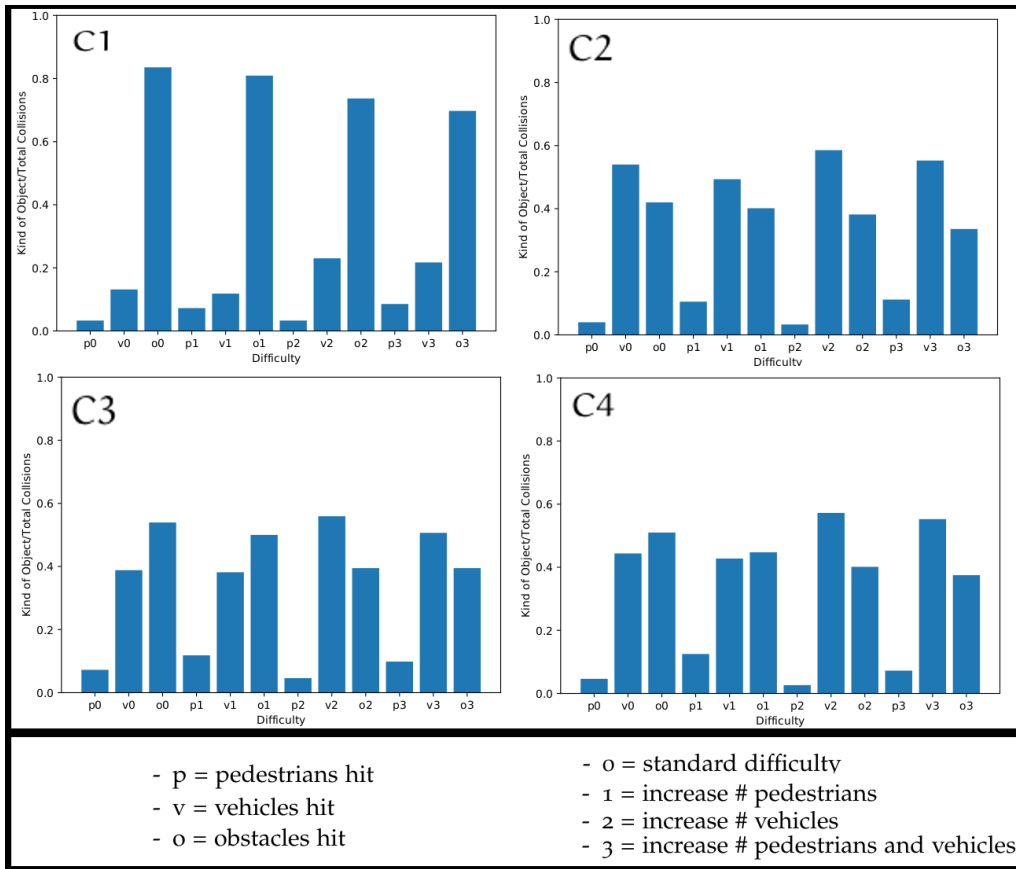 C1
Kind of Object/Total Collisions
1.0
0.8
0.6
0.4
0.2
0.0
p0 v0 o0 p1 v1 o1 p2 v2 o2 p3 v3 o3
Difficulty
C2
Kind of Object/Total Collisions
1.0
0.8
0.6
0.4
0.2
0.0
p0 v0 o0 p1 v1 o1 p2 v2 o2 p3 v3 o3
Difficulty
C3
Kind of Object/Total Collisions
1.0
0.8
0.6
0.4
0.2
0.0
p0 v0 o0 p1 v1 o1 p2 v2 o2 p3 v3 o3
Difficulty
C4
Kind of Object/Total Collisions
1.0
0.8
0.6
0.4
0.2
0.0
p0 v0 o0 p1 v1 o1 p2 v2 o2 p3 v3 o3
Difficulty
- p = pedestrians hit
- v = vehicles hit
- o = obstacles hit
- 0 = standard difficulty
- 1 = increase # pedestrians
- 2 = increase # vehicles
- 3 = increase # pedestrians and vehicles